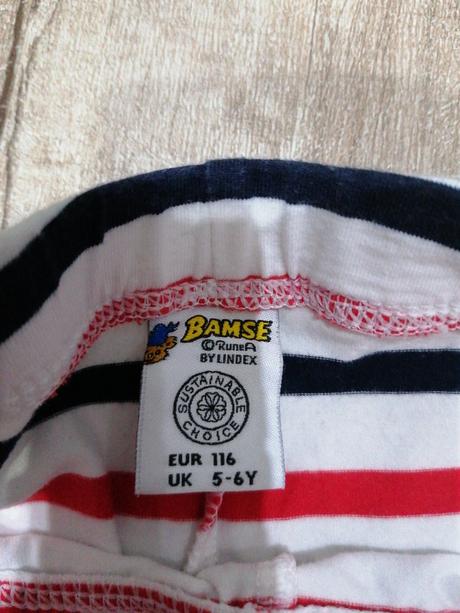 BAMSE
© RuneA
BY LINDEX
SUSTAINABLE
CHOICE
EUR 116
UK 5-6Y